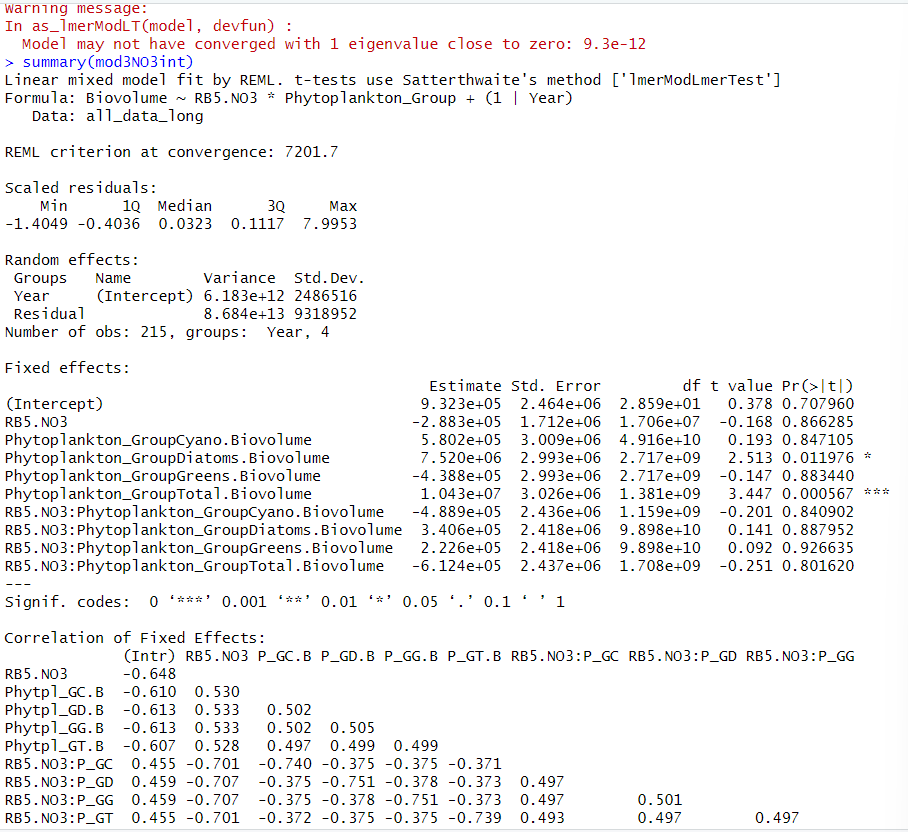 Warning message:
In as_lmerModLT(model, devfun) :
  Model may not have converged with 1 eigenvalue close to zero: 9.3e-12
> summary(mod3NO3int)
Linear mixed model fit by REML. t-tests use Satterthwaite's method ['lmerModLmerTest']
Formula: Biovolume ~ RB5.NO3 * Phytoplankton_Group + (1 | Year)
   Data: all_data_long

REML criterion at convergence: 7201.7

Scaled residuals:
    Min      1Q  Median      3Q     Max
-1.4049 -0.4036  0.0323  0.1117  7.9953

Random effects:
 Groups   Name        Variance  Std.Dev.
 Year     (Intercept) 6.183e+12 2486516
 Residual             8.684e+13 9318952
Number of obs: 215, groups:  Year, 4

Fixed effects:
                                               Estimate Std. Error         df t value Pr(>|t|)
(Intercept)                                   9.323e+05  2.464e+06  2.859e+01   0.378 0.707960
RB5.NO3                                      -2.883e+05  1.712e+06  1.706e+07  -0.168 0.866285
Phytoplankton_GroupCyano.Biovolume            5.802e+05  3.009e+06  4.916e+10   0.193 0.847105
Phytoplankton_GroupDiatoms.Biovolume          7.520e+06  2.993e+06  2.717e+09   2.513 0.011976 *
Phytoplankton_GroupGreens.Biovolume          -4.388e+05  2.993e+06  2.717e+09  -0.147 0.883440
Phytoplankton_GroupTotal.Biovolume            1.043e+07  3.026e+06  1.381e+09   3.447 0.000567 ***
RB5.NO3:Phytoplankton_GroupCyano.Biovolume   -4.889e+05  2.436e+06  1.159e+09  -0.201 0.840902
RB5.NO3:Phytoplankton_GroupDiatoms.Biovolume  3.406e+05  2.418e+06  9.898e+10   0.141 0.887952
RB5.NO3:Phytoplankton_GroupGreens.Biovolume   2.226e+05  2.418e+06  9.898e+10   0.092 0.926635
RB5.NO3:Phytoplankton_GroupTotal.Biovolume   -6.124e+05  2.437e+06  1.708e+09  -0.251 0.801620
---
Signif. codes:  0 ‘***’ 0.001 ‘**’ 0.01 ‘*’ 0.05 ‘.’ 0.1 ‘ ’ 1

Correlation of Fixed Effects:
             (Intr) RB5.NO3 P_GC.B P_GD.B P_GG.B P_GT.B RB5.NO3:P_GC RB5.NO3:P_GD RB5.NO3:P_GG
RB5.NO3      -0.648
Phytpl_GC.B  -0.610  0.530
Phytpl_GD.B  -0.613  0.533   0.502
Phytpl_GG.B  -0.613  0.533   0.502  0.505
Phytpl_GT.B  -0.607  0.528   0.497  0.499  0.499
RB5.NO3:P_GC  0.455 -0.701  -0.740 -0.375 -0.375 -0.371
RB5.NO3:P_GD  0.459 -0.707  -0.375 -0.751 -0.378 -0.373  0.497
RB5.NO3:P_GG  0.459 -0.707  -0.375 -0.378 -0.751 -0.373  0.497        0.501
RB5.NO3:P_GT  0.455 -0.701  -0.372 -0.375 -0.375 -0.739  0.493        0.497        0.497